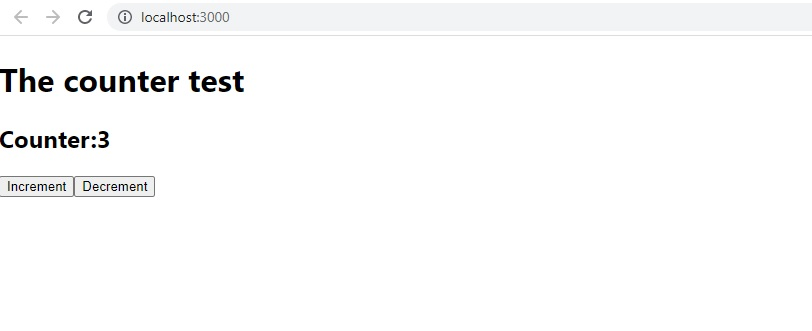 localhost:3000
The counter test
Counter:3
Increment Decrement